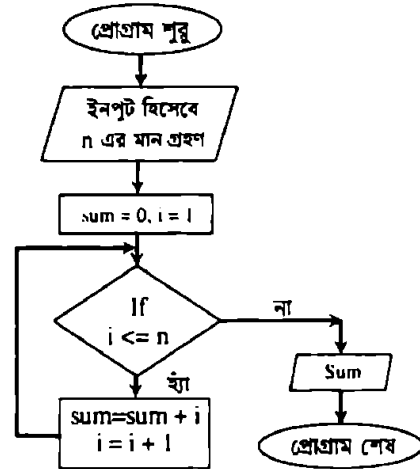 প্রোগ্রাম শুরু
ইনপুট হিসেবে
n এর মান গ্রহণ
sum = 0, i = 1
If
i <= n
না
হ্যাঁ
Sum
sum=sum + i
i = i + 1
প্রোগ্রাম শেষ